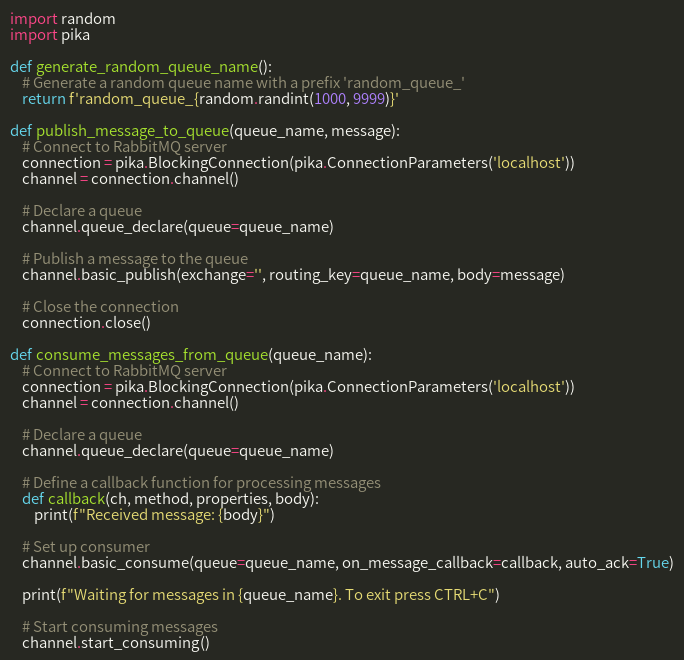 import random
import pika

def generate_random_queue_name():
    # Generate a random queue name with a prefix 'random_queue_'
    return f'random_queue_{random.randint(1000, 9999)}'

def publish_message_to_queue(queue_name, message):
    # Connect to RabbitMQ server
    connection = pika.BlockingConnection(pika.ConnectionParameters('localhost'))
    channel = connection.channel()

    # Declare a queue
    channel.queue_declare(queue=queue_name)

    # Publish a message to the queue
    channel.basic_publish(exchange='', routing_key=queue_name, body=message)

    # Close the connection
    connection.close()

def consume_messages_from_queue(queue_name):
    # Connect to RabbitMQ server
    connection = pika.BlockingConnection(pika.ConnectionParameters('localhost'))
    channel = connection.channel()

    # Declare a queue
    channel.queue_declare(queue=queue_name)

    # Define a callback function for processing messages
    def callback(ch, method, properties, body):
        print(f"Received message: {body}")

    # Set up consumer
    channel.basic_consume(queue=queue_name, on_message_callback=callback, auto_ack=True)

    print(f"Waiting for messages in {queue_name}. To exit press CTRL+C")

    # Start consuming messages
    channel.start_consuming()